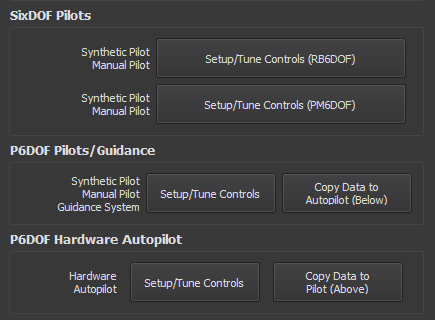 SixDOF Pilots
Synthetic Pilot
Manual Pilot
Setup/Tune Controls (RB6DOF)
Synthetic Pilot
Manual Pilot
Setup/Tune Controls (PM6DOF)
P6DOF Pilots/Guidance
Synthetic Pilot
Manual Pilot
Guidance System
Setup/Tune Controls
Copy Data to
Autopilot (Below)
P6DOF Hardware Autopilot
Hardware
Autopilot
Setup/Tune Controls
Copy Data to
Pilot (Above)